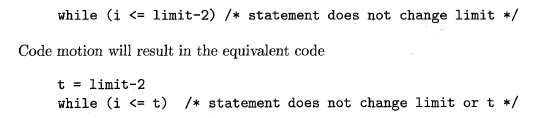 while (i <= limit-2) /* statement does not change limit */
Code motion will result in the equivalent code
t = limit-2
while (i <= t) /* statement does not change limit or t */